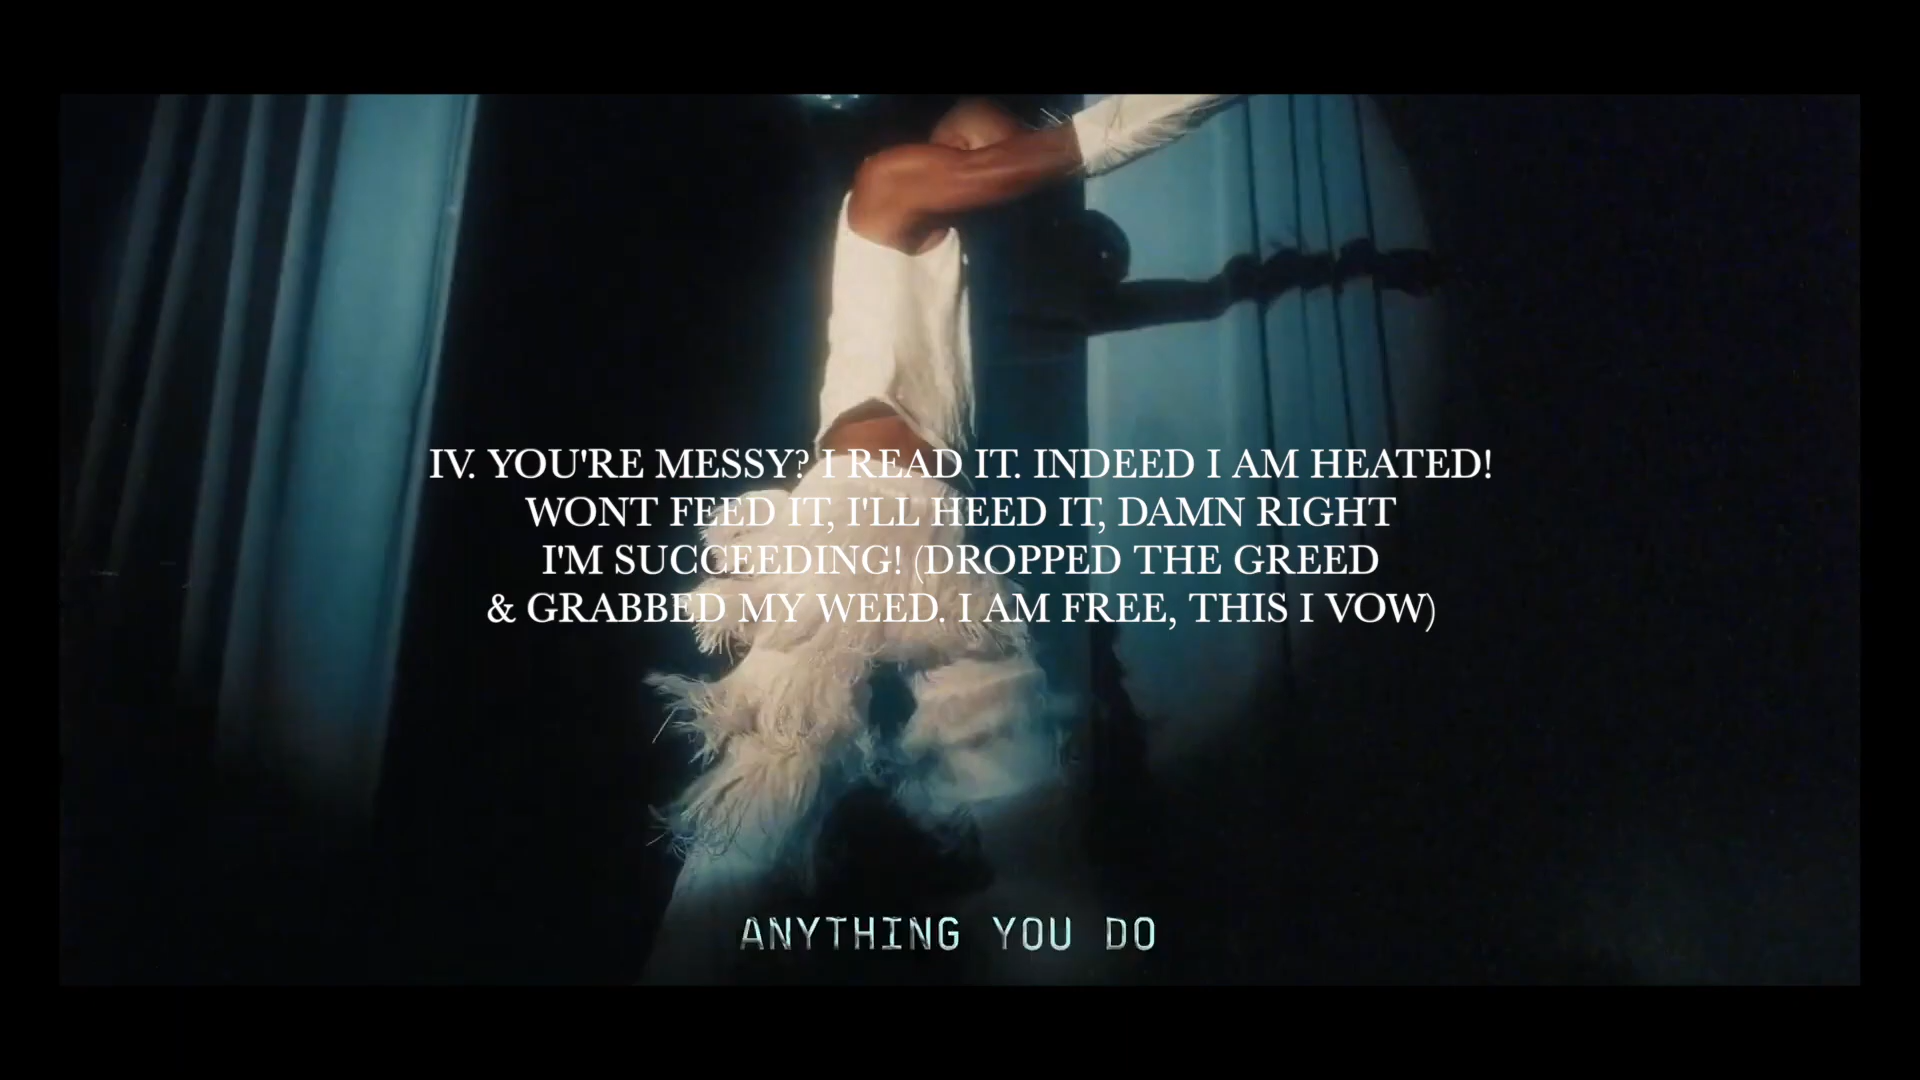 IV. YOU'RE MESSY? I READ IT. INDEED I AM HEATED!
WONT FEED IT, I'LL HEED IT, DAMN RIGHT
I'M SUCCEEDING! (DROPPED THE GREED
& GRABBED MY WEED. I AM FREE, THIS I VOW)
ANYTHING YOU DO